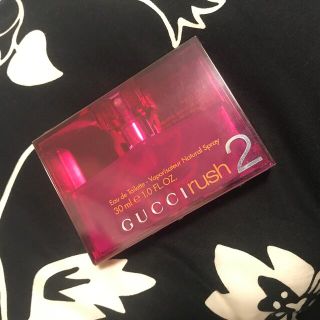 Eau de Toilette - Vaporisateur Natural Spray
30 ml e 1.0 FL.OZ.
GUCCI rush 2